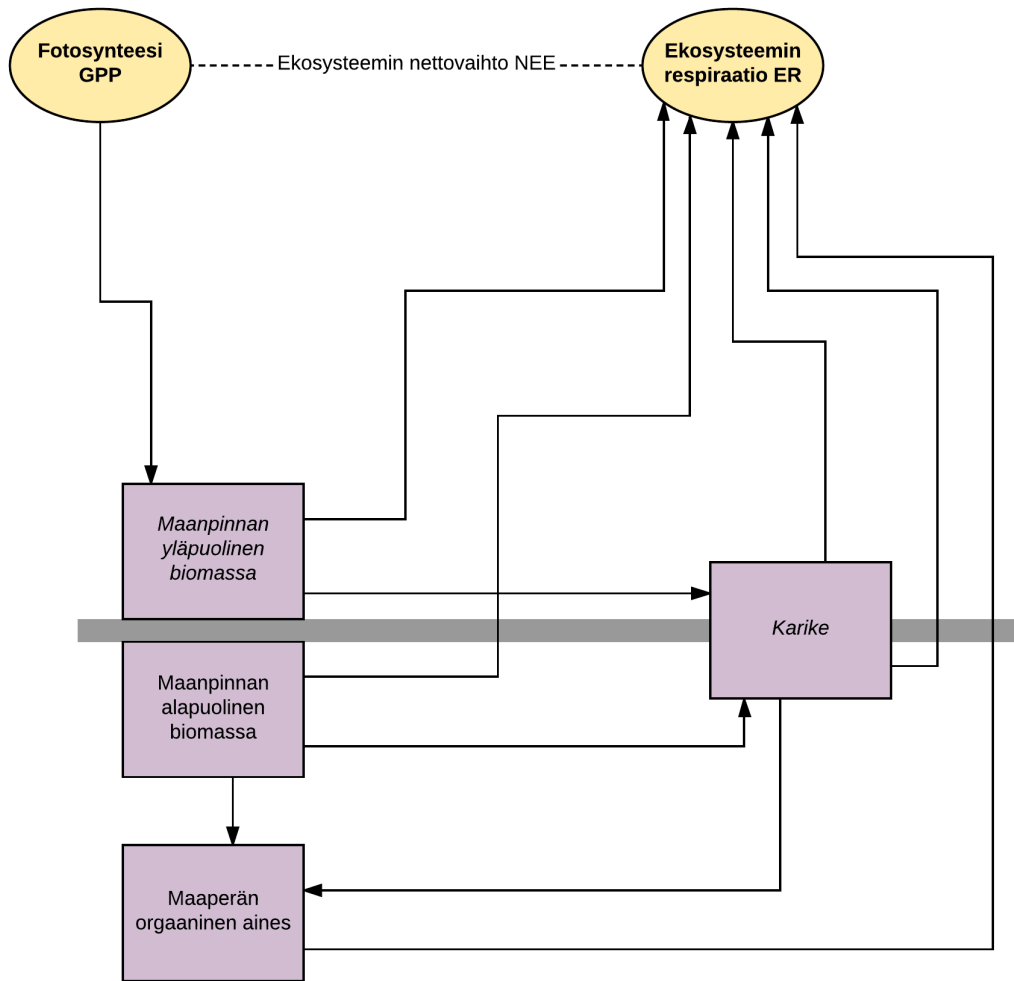 Fotosynteesi
GPP
Ekosysteemin nettovaihto NEE
Ekosysteemin
respiraatio ER
Maanpinnan
yläpuolinen
biomassa
Karike
Maanpinnan
alapuolinen
biomassa
Maaperän
orgaaninen aines